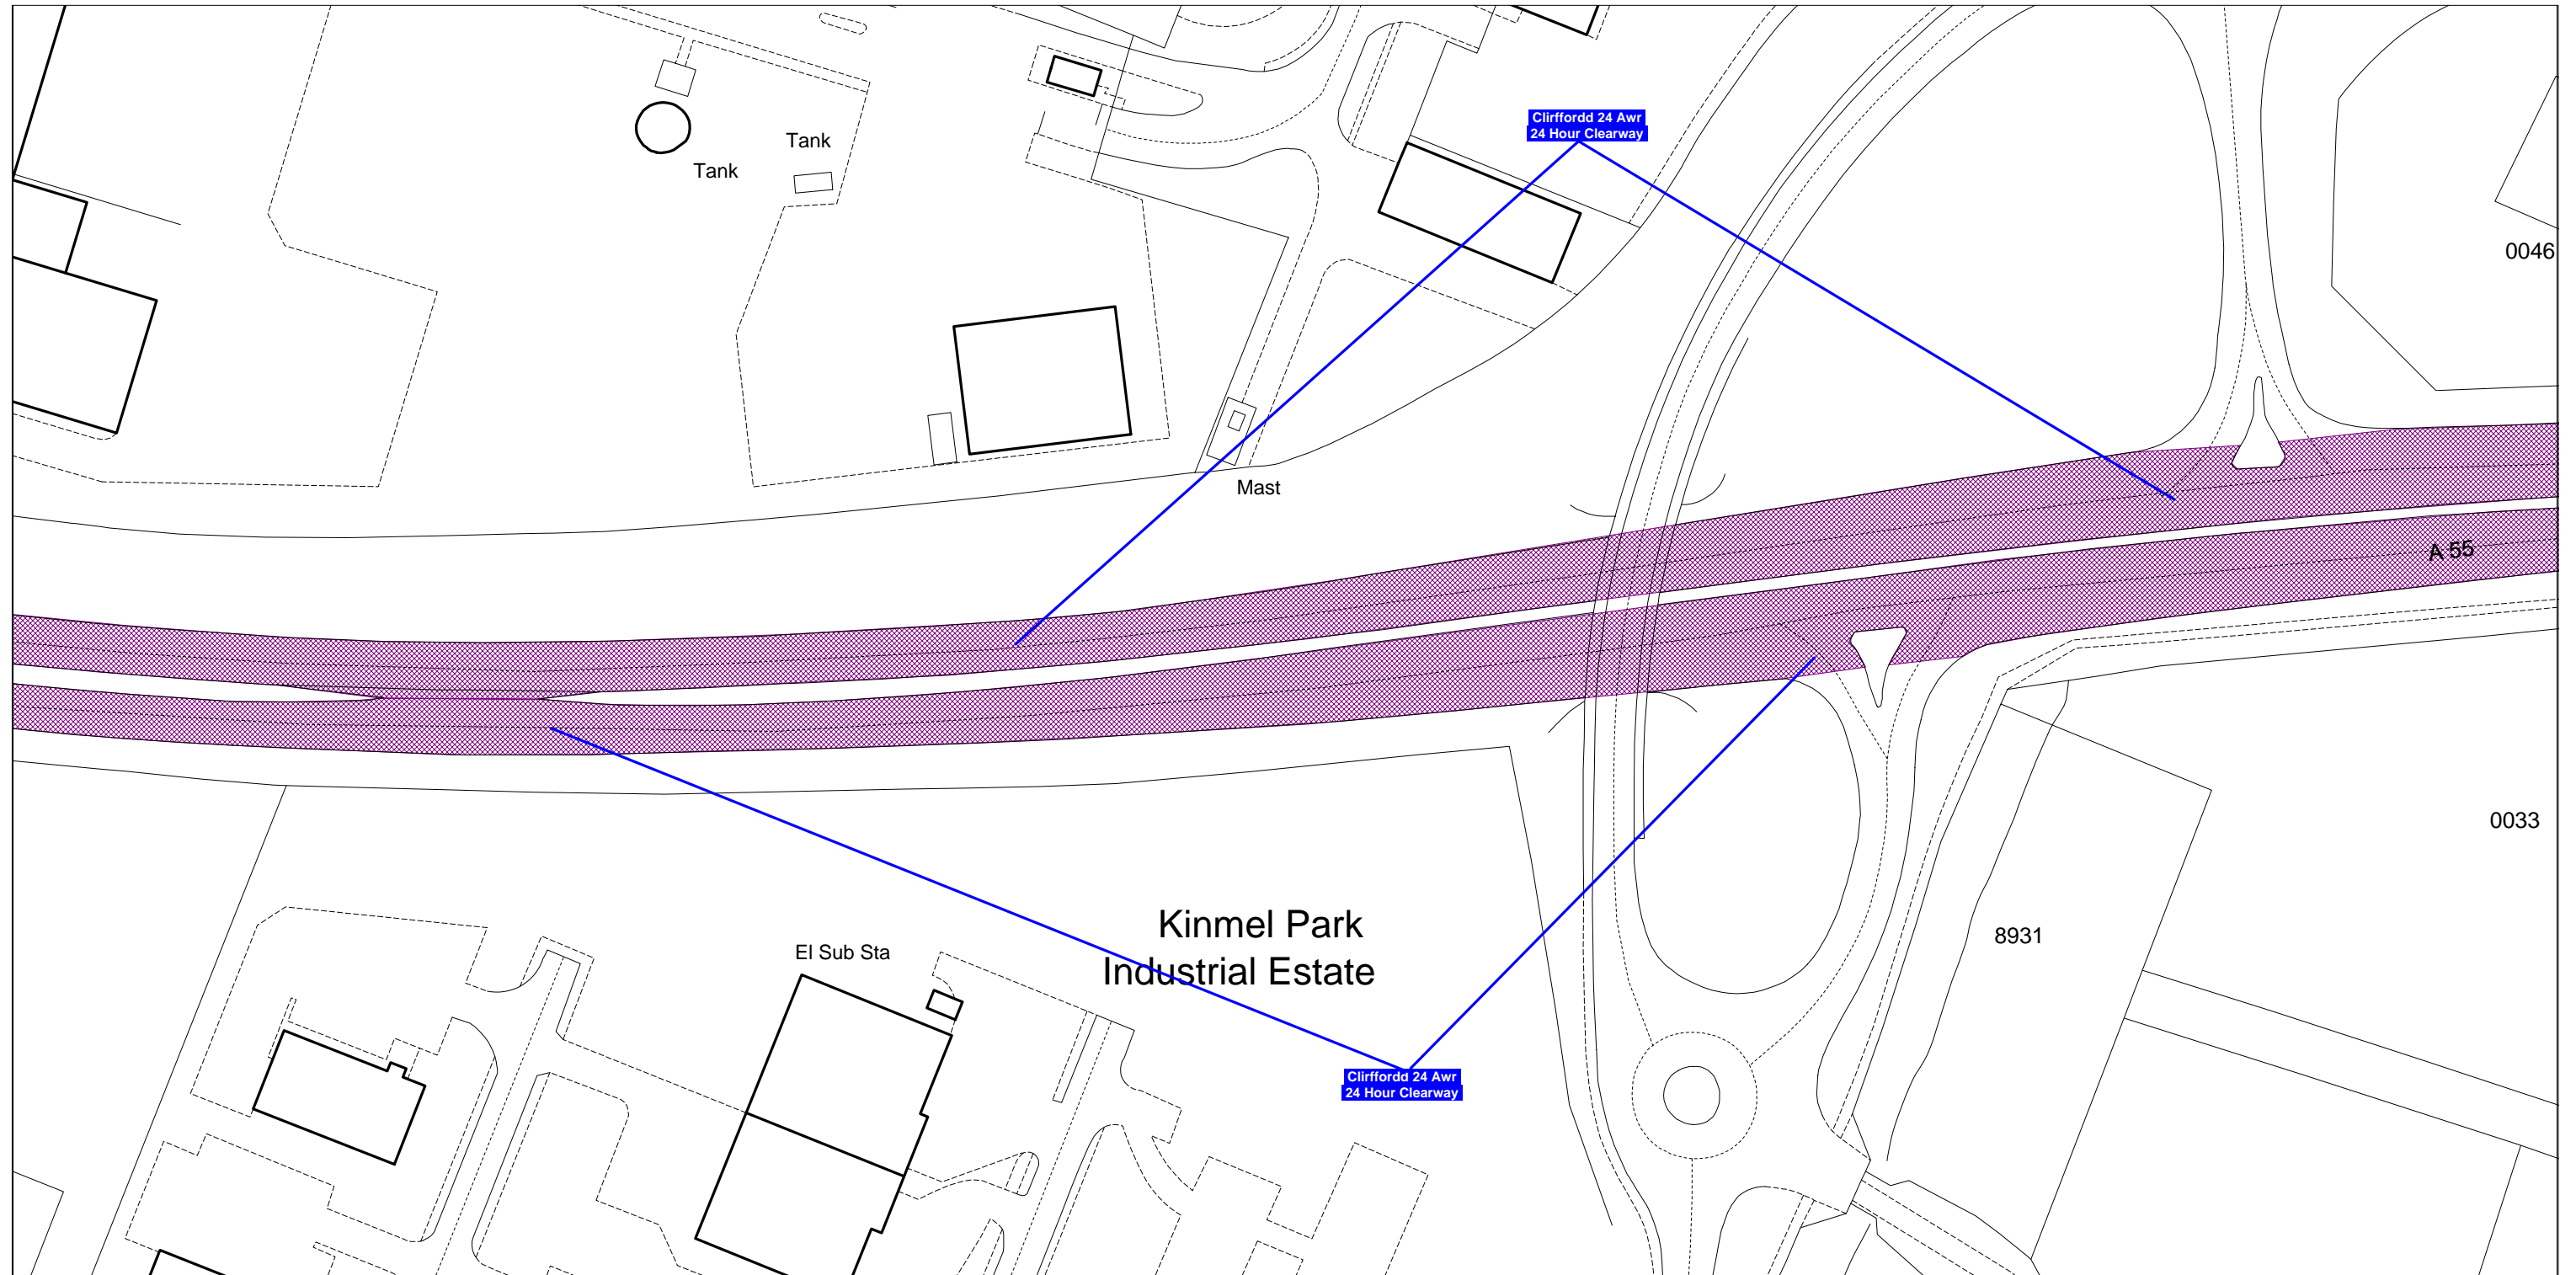 Clirffordd 24 Awr
24 Hour Clearway
Tank
Tank
0046
Mast
A 55
0033
Kinmel Park
Industrial Estate
8931
El Sub Sta
Clirffordd 24 Awr
24 Hour Clearway